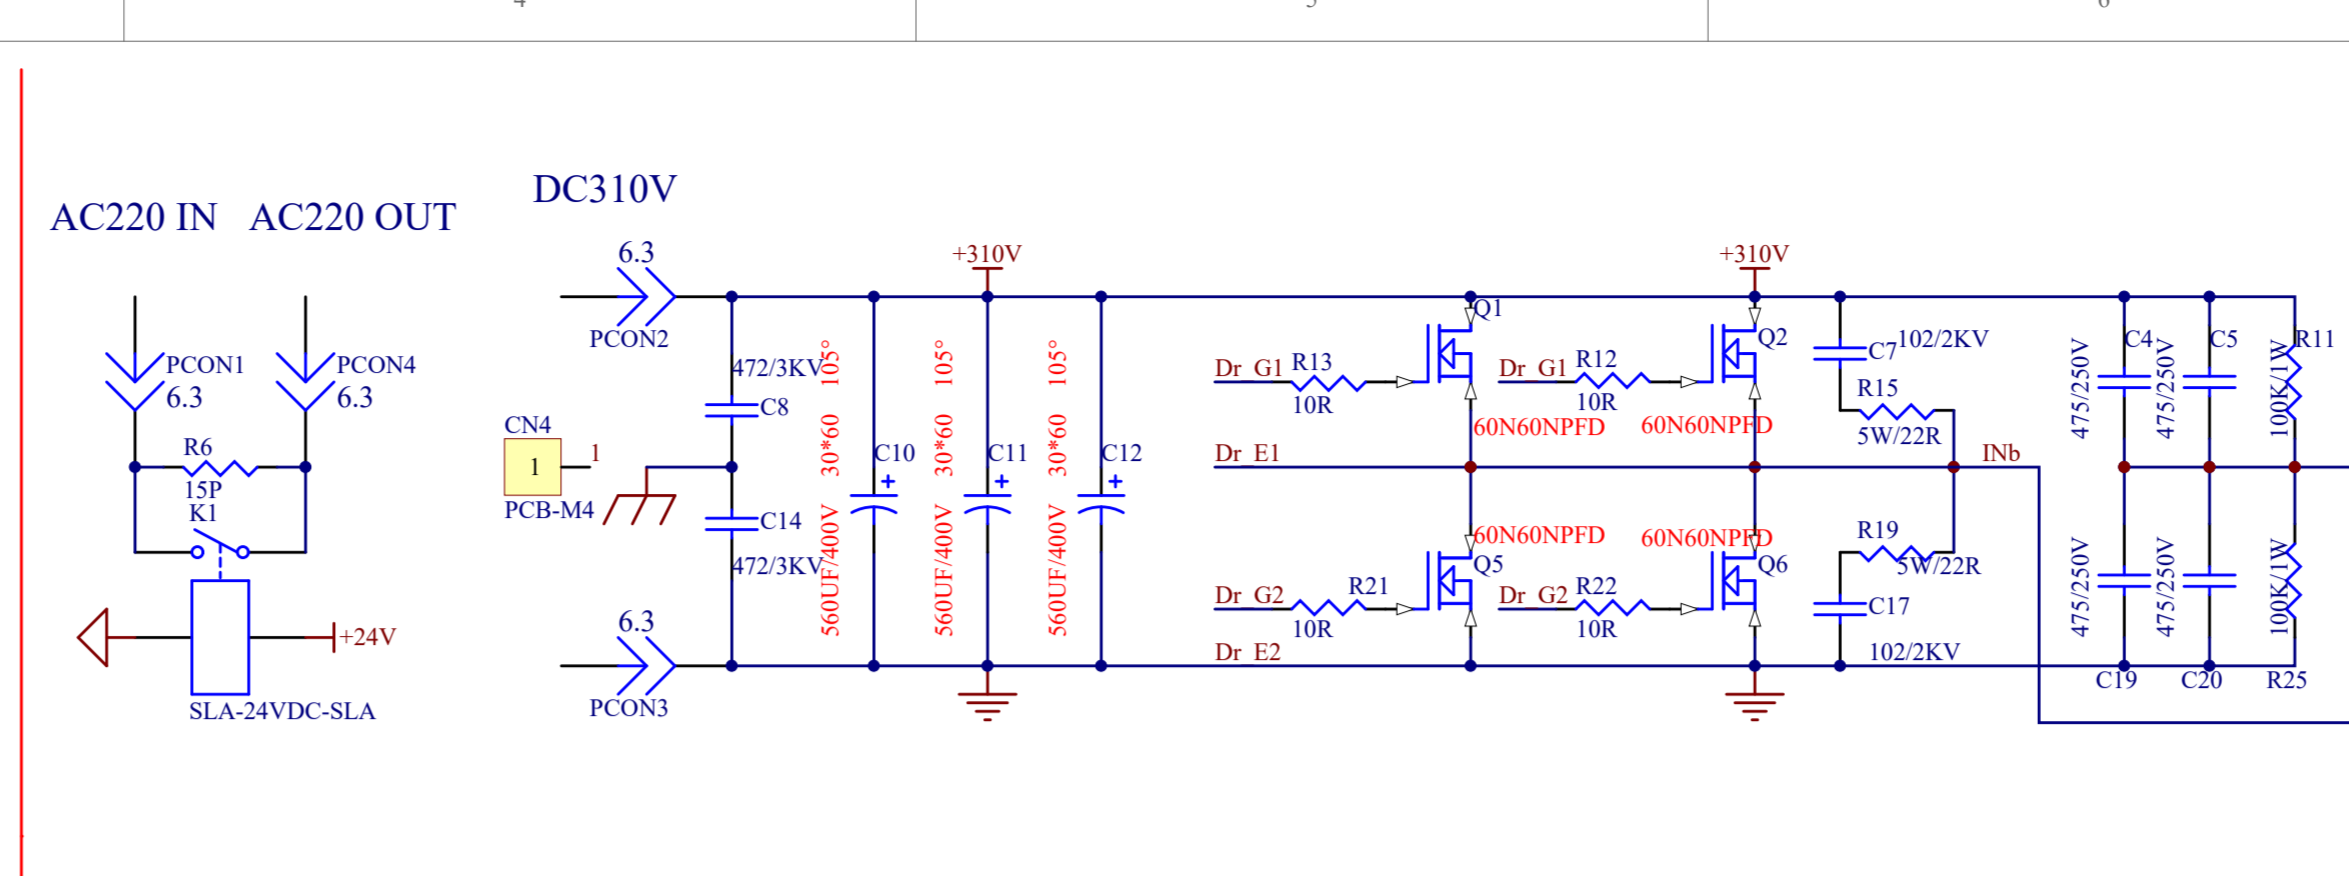 AC220 IN
AC220 OUT
DC310V
6.3
PCON2
+310V
+310V
PCON1
6.3
PCON4
6.3
R6
15P
K1
+24V
SLA-24VDC-SLA
CN4
1
1
PCB-M4
472/3KV
C8
C14
472/3KV
6.3
PCON3
560UF/400V 30*60 105°
C10
560UF/400V 30*60 105°
C11
560UF/400V 30*60 105°
C12
Dr_G1
R13
10R
Q1
60N60NPFD
Dr_G1
R12
10R
Q2
60N60NPFD
Dr_E1
60N60NPFD
Q5
Dr_G2
R21
10R
60N60NPFD
Q6
Dr_G2
R22
10R
Dr_E2
C7
102/2KV
R15
5W/22R
INb
R19
5W/22R
C17
102/2KV
475/250V
C4
475/250V
C5
100K/1W
R11
475/250V
C19
475/250V
C20
100K/1W
R25